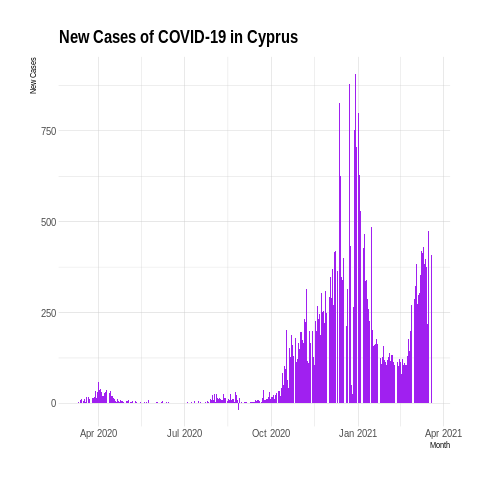 New Cases of COVID-19 in Cyprus
New Cases
750
500
250
0
Apr 2020 Jul 2020 Oct 2020 Jan 2021 Apr 2021
Month